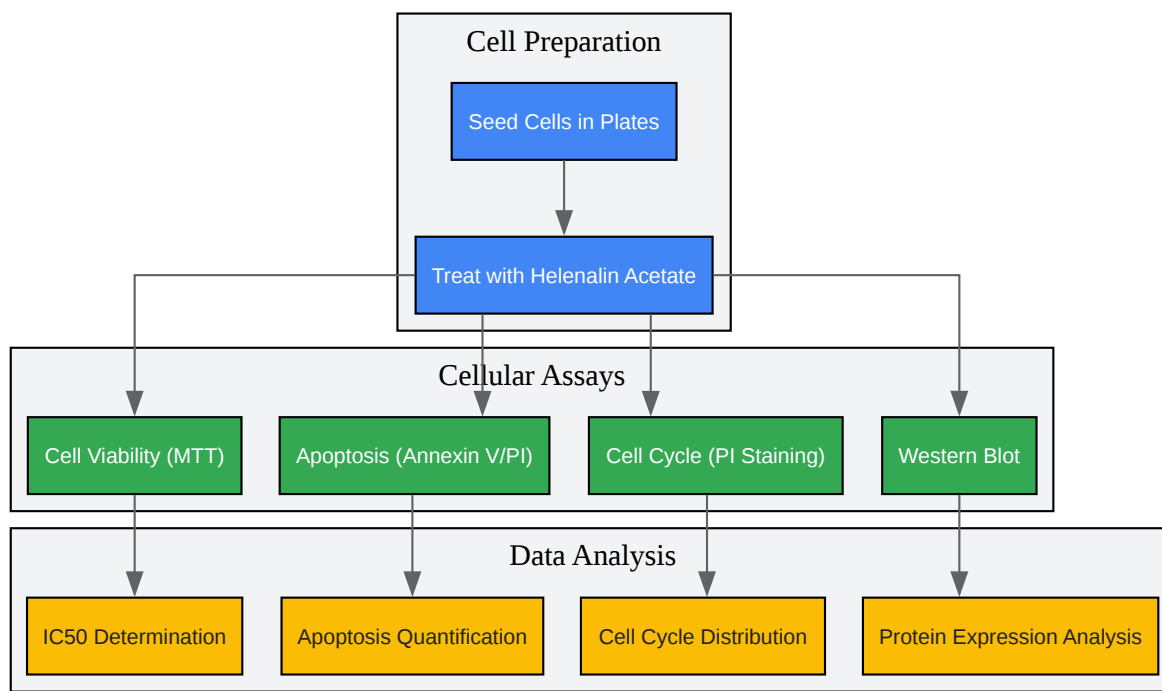 Cell Preparation
Seed Cells in Plates
Treat with Helenalin Acetate
Cellular Assays
Cell Viability (MTT)
Apoptosis (Annexin V/PI)
Cell Cycle (PI Staining)
Western Blot
Data Analysis
IC50 Determination
Apoptosis Quantification
Cell Cycle Distribution
Protein Expression Analysis